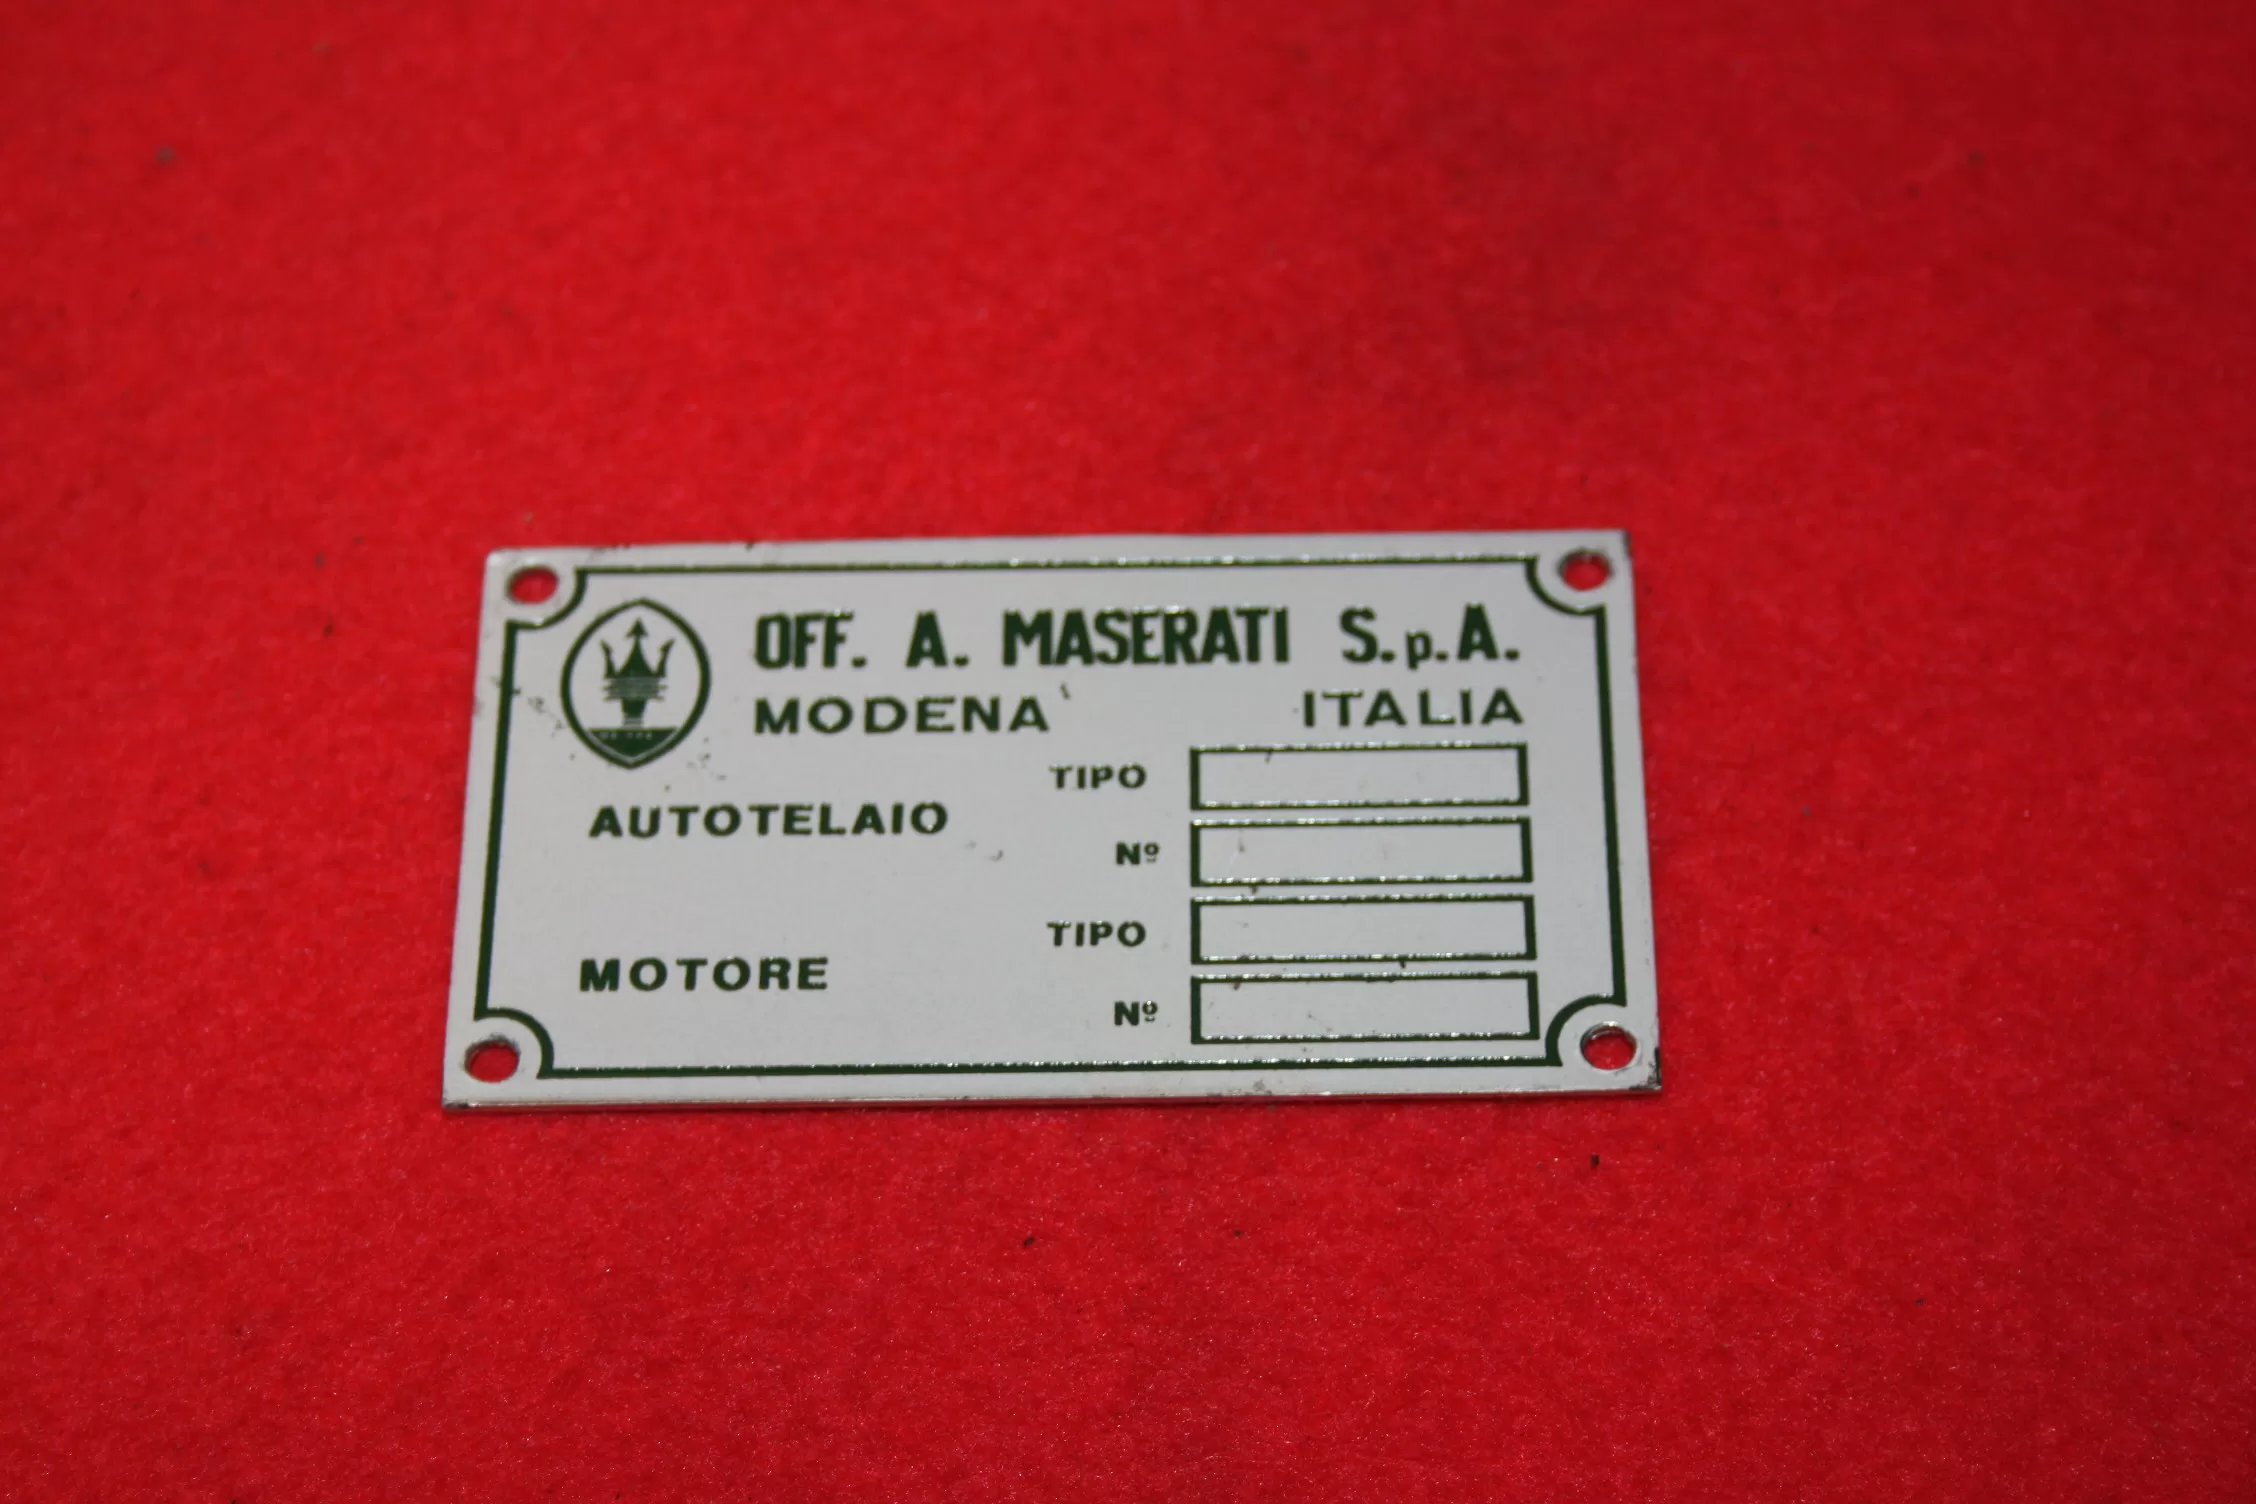 OFF. A. MASERATI S.p.A.
MODENA ITALIA
TIPO
AUTOTELAIO
Nº
TIPO
MOTORE
Nº